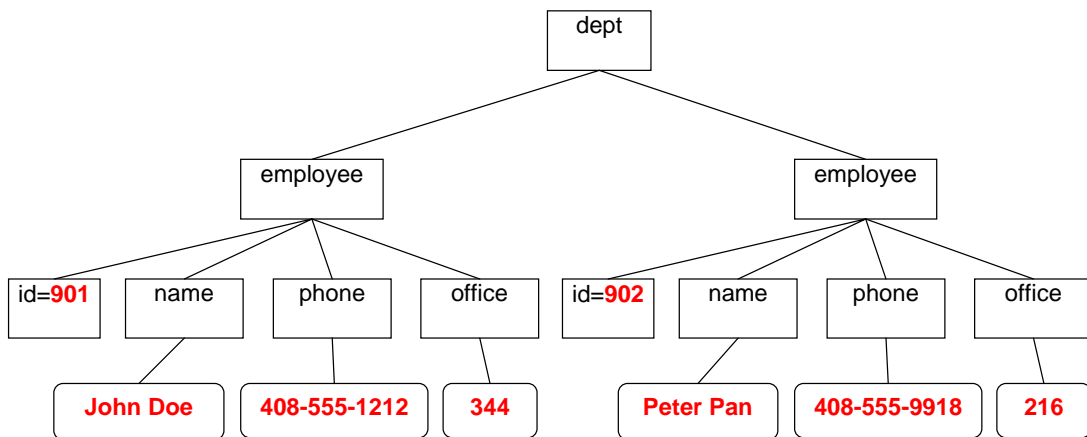 dept
employee employee
id=901 name phone office id=902 name phone office
John Doe 408-555-1212 344 Peter Pan 408-555-9918 216